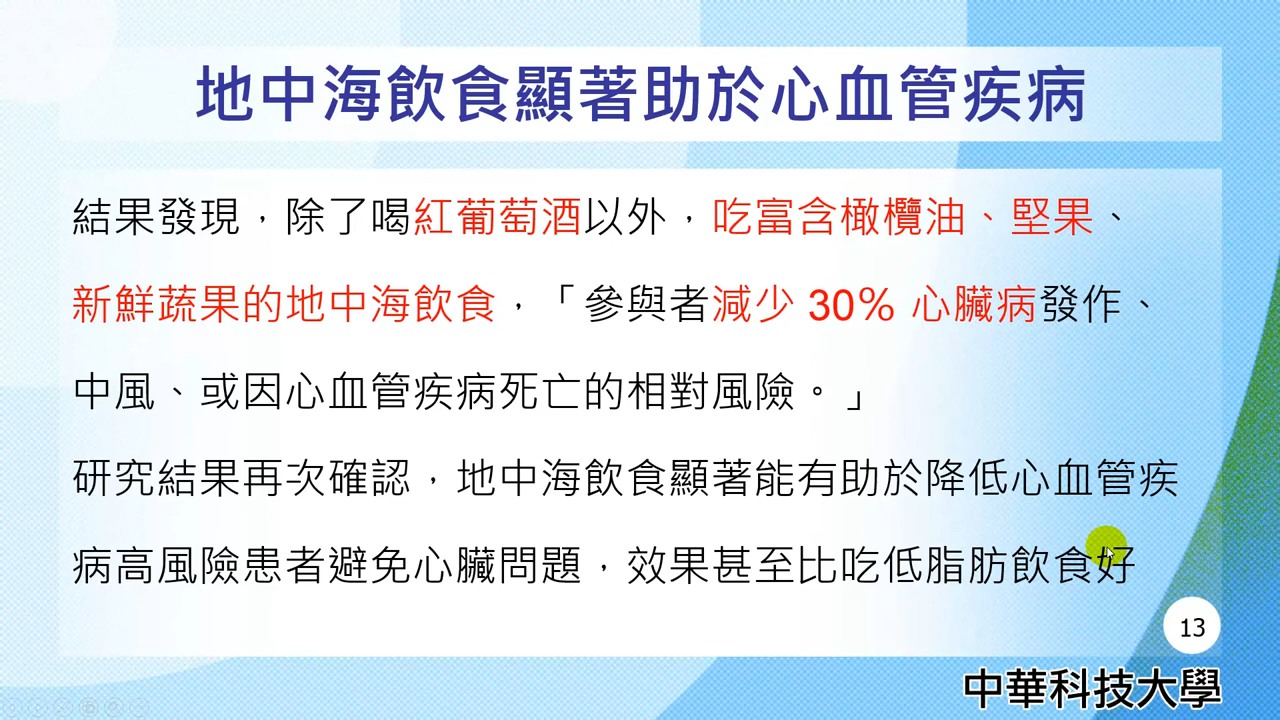 地中海飲食顯著助於心血管疾病
結果發現，除了喝紅葡萄酒以外，吃富含橄欖油、堅果、
新鮮蔬果的地中海飲食，「參與者減少 30% 心臟病發作、
中風、或因心血管疾病死亡的相對風險。」
研究結果再次確認，地中海飲食顯著能有助於降低心血管疾
病高風險患者避免心臟問題，效果甚至比吃低脂肪飲食好
13
中華科技大學